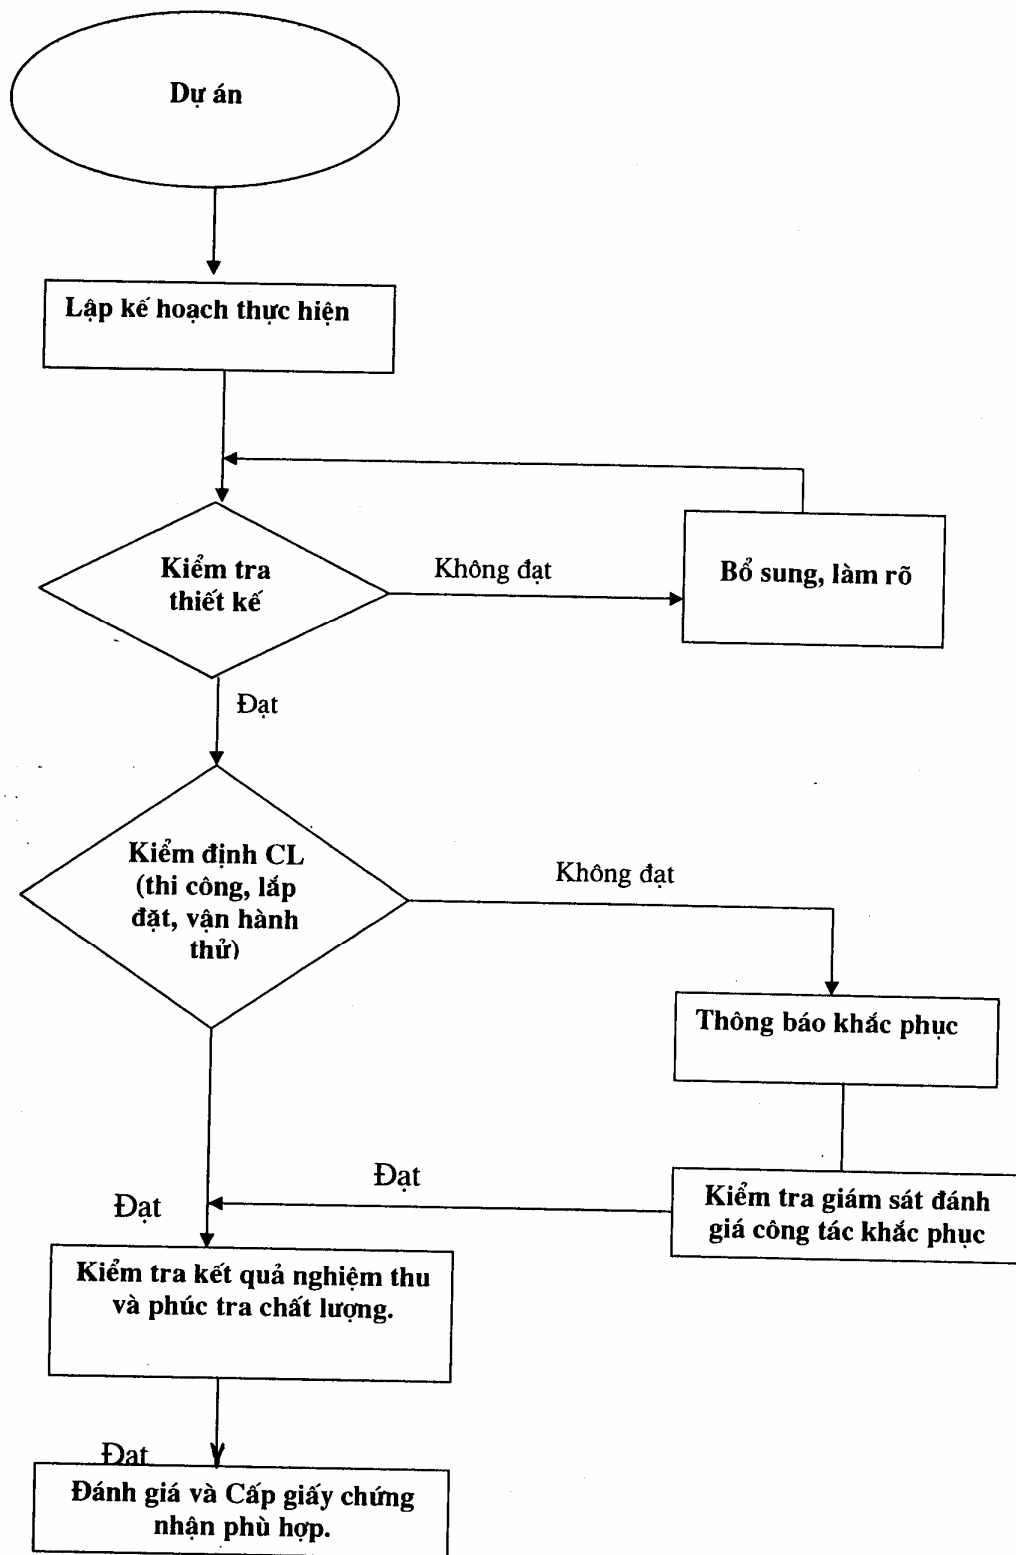 Dự án
Lập kế hoạch thực hiện
Kiểm tra
thiết kế
Không đạt
Bổ sung, làm rõ
Đạt
Kiểm định CL
(thi công, lắp
đặt, vận hành
thử)
Không đạt
Thông báo khắc phục
Đạt
Đạt
Kiểm tra giám sát đánh
giá công tác khắc phục
Kiểm tra kết quả nghiệm thu
và phúc tra chất lượng.
Đạt
Đánh giá và Cấp giấy chứng
nhận phù hợp.